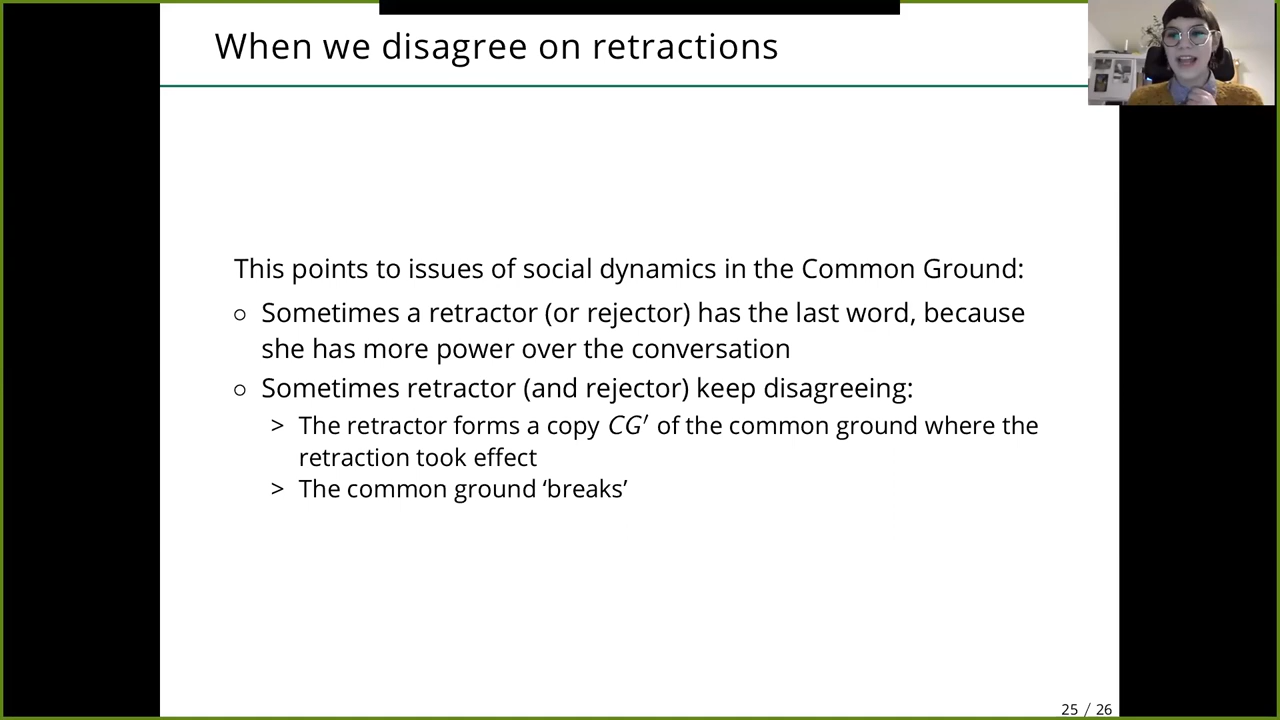 When we disagree on retractions
This points to issues of social dynamics in the Common Ground:
○ Sometimes a retractor (or rejector) has the last word, because
she has more power over the conversation
○ Sometimes retractor (and rejector) keep disagreeing:
> The retractor forms a copy CG′ of the common ground where the
retraction took effect
> The common ground ‘breaks’
25 / 26